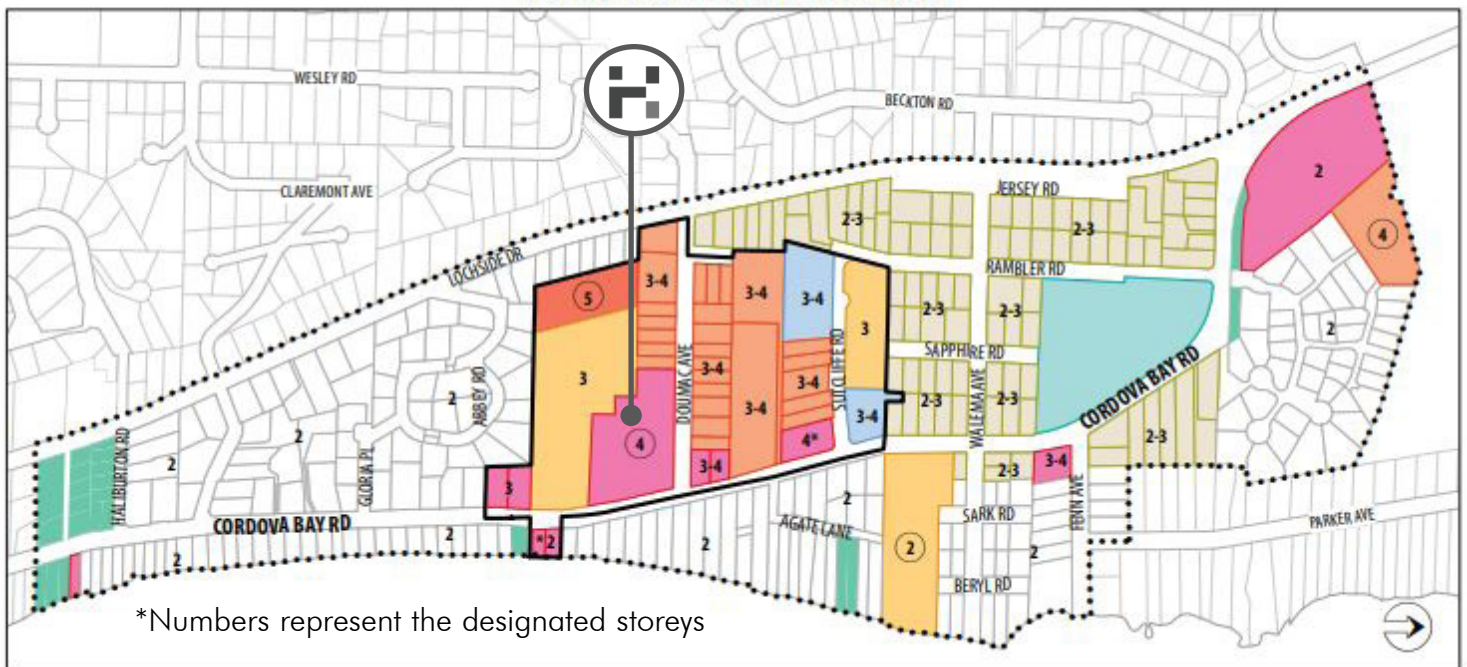 WESLEY RD
BECKTON RD
CLAREMONT AVE
JERSEY RD
2
2-3
2-3
4
LOCHSIDE DR
RAMBLER RD
5
3-4
3-4
3-4
3
2-3
2-3
2
SAPPHIRE RD
CORDOVA BAY RD
3
DOUMAC AVE
3-4
3-4
SUTCLIFFE RD
ABBEY RD
2
3-4
3-4
2-3
WALEMA AVE
2-3
4
4*
2-3
HALIBURTON RD
2
2
GLORIA PL
3
3-4
2-3
3-4
FENN AVE
CORDOVA BAY RD
2
2
*2
2
AGATE LANE
2
2
SARK RD
2
PARKER AVE
BERYL RD
*Numbers represent the designated storeys